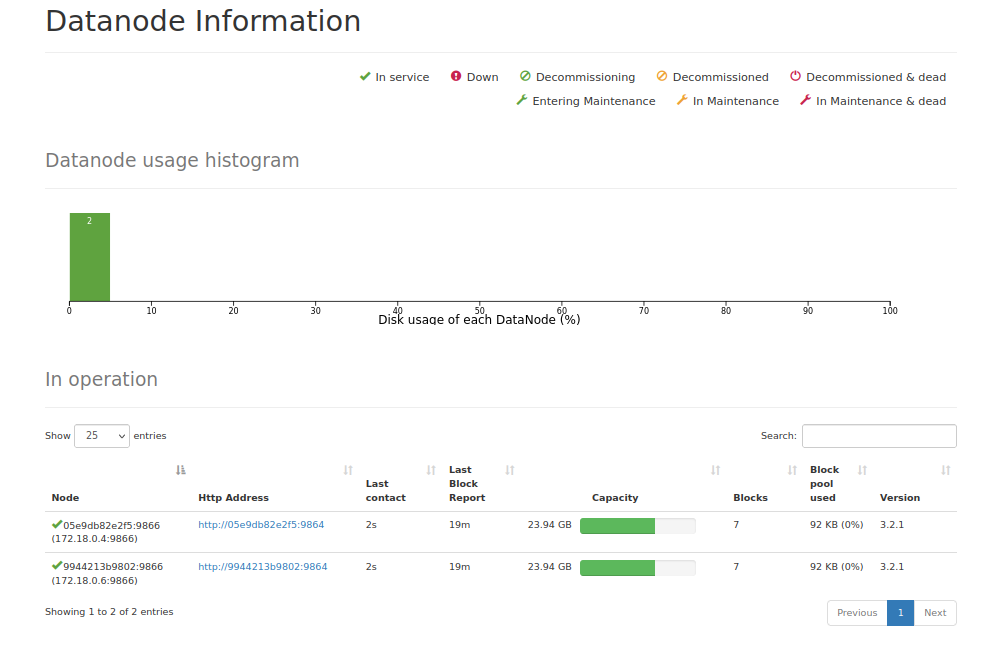 Datanode Information
In service Down Decommissioning Decommissioned Decommissioned & dead
Entering Maintenance In Maintenance In Maintenance & dead
Datanode usage histogram
2
0 10 20 30 40 50 60 70 80 90 100
Disk usage of each DataNode (%)
In operation
Show 25 entries Search:
Node Http Address Last contact Last Block Report Capacity Blocks Block pool used Version
05e9db82e2f5:9866 http://05e9db82e2f5:9864 2s 19m 23.94 GB 7 92 KB (0%) 3.2.1
(172.18.0.4:9866)
9944213b9802:9866 http://9944213b9802:9864 2s 19m 23.94 GB 7 92 KB (0%) 3.2.1
(172.18.0.6:9866)
Showing 1 to 2 of 2 entries Previous 1 Next